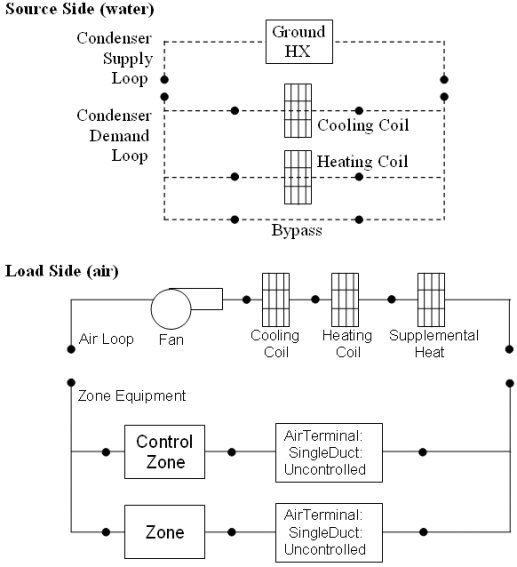 Source Side (water)
Ground
HX
Condenser
Supply
Loop
Condenser
Demand
Loop
Cooling Coil
Heating Coil
Bypass
Load Side (air)
Air Loop
Fan
Cooling
Coil
Heating
Coil
Supplemental
Heat
Zone Equipment
Control
Zone
AirTerminal:
SingleDuct:
Uncontrolled
Zone
AirTerminal:
SingleDuct:
Uncontrolled